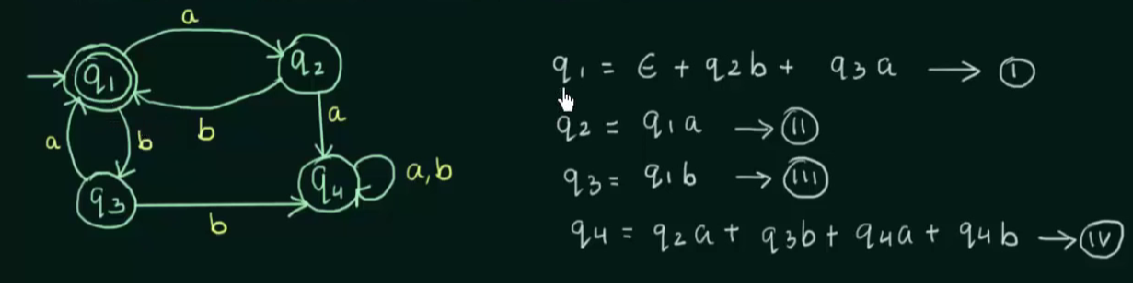 a
q1
q2
b
a
a
b
q3
b
q4
a,b
q1 = ϵ + q2b + q3a → I
q2 = q1a → II
q3 = q1b → III
q4 = q2a + q3b + q4a + q4b → IV